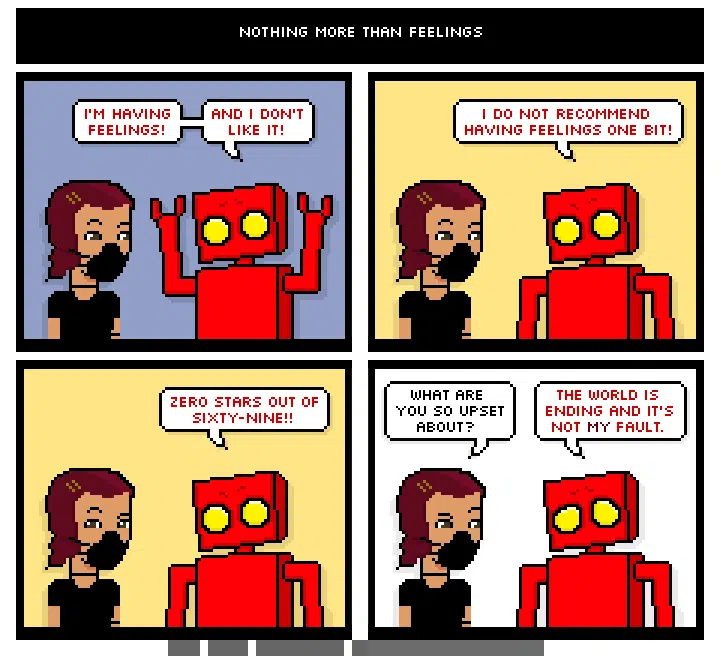 NOTHING MORE THAN FEELINGS
I'M HAVING
FEELINGS!
AND I DON'T
LIKE IT!
I DO NOT RECOMMEND
HAVING FEELINGS ONE BIT!
ZERO STARS OUT OF
SIXTY-NINE!!
WHAT ARE
YOU SO UPSET
ABOUT?
THE WORLD IS
ENDING AND IT'S
NOT MY FAULT.